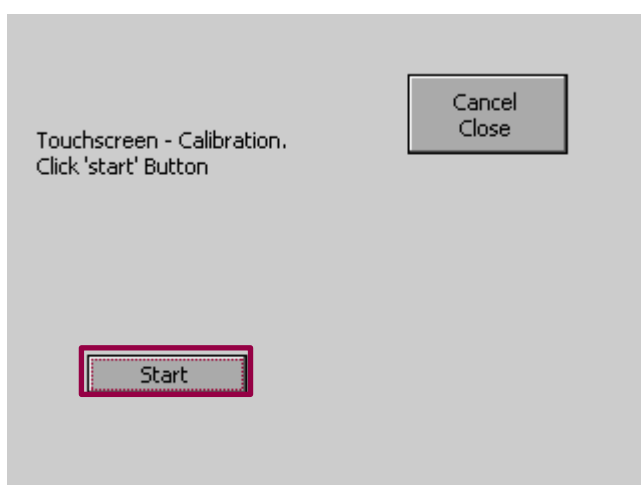 Cancel
Close
Touchscreen - Calibration.
Click 'start' Button
Start